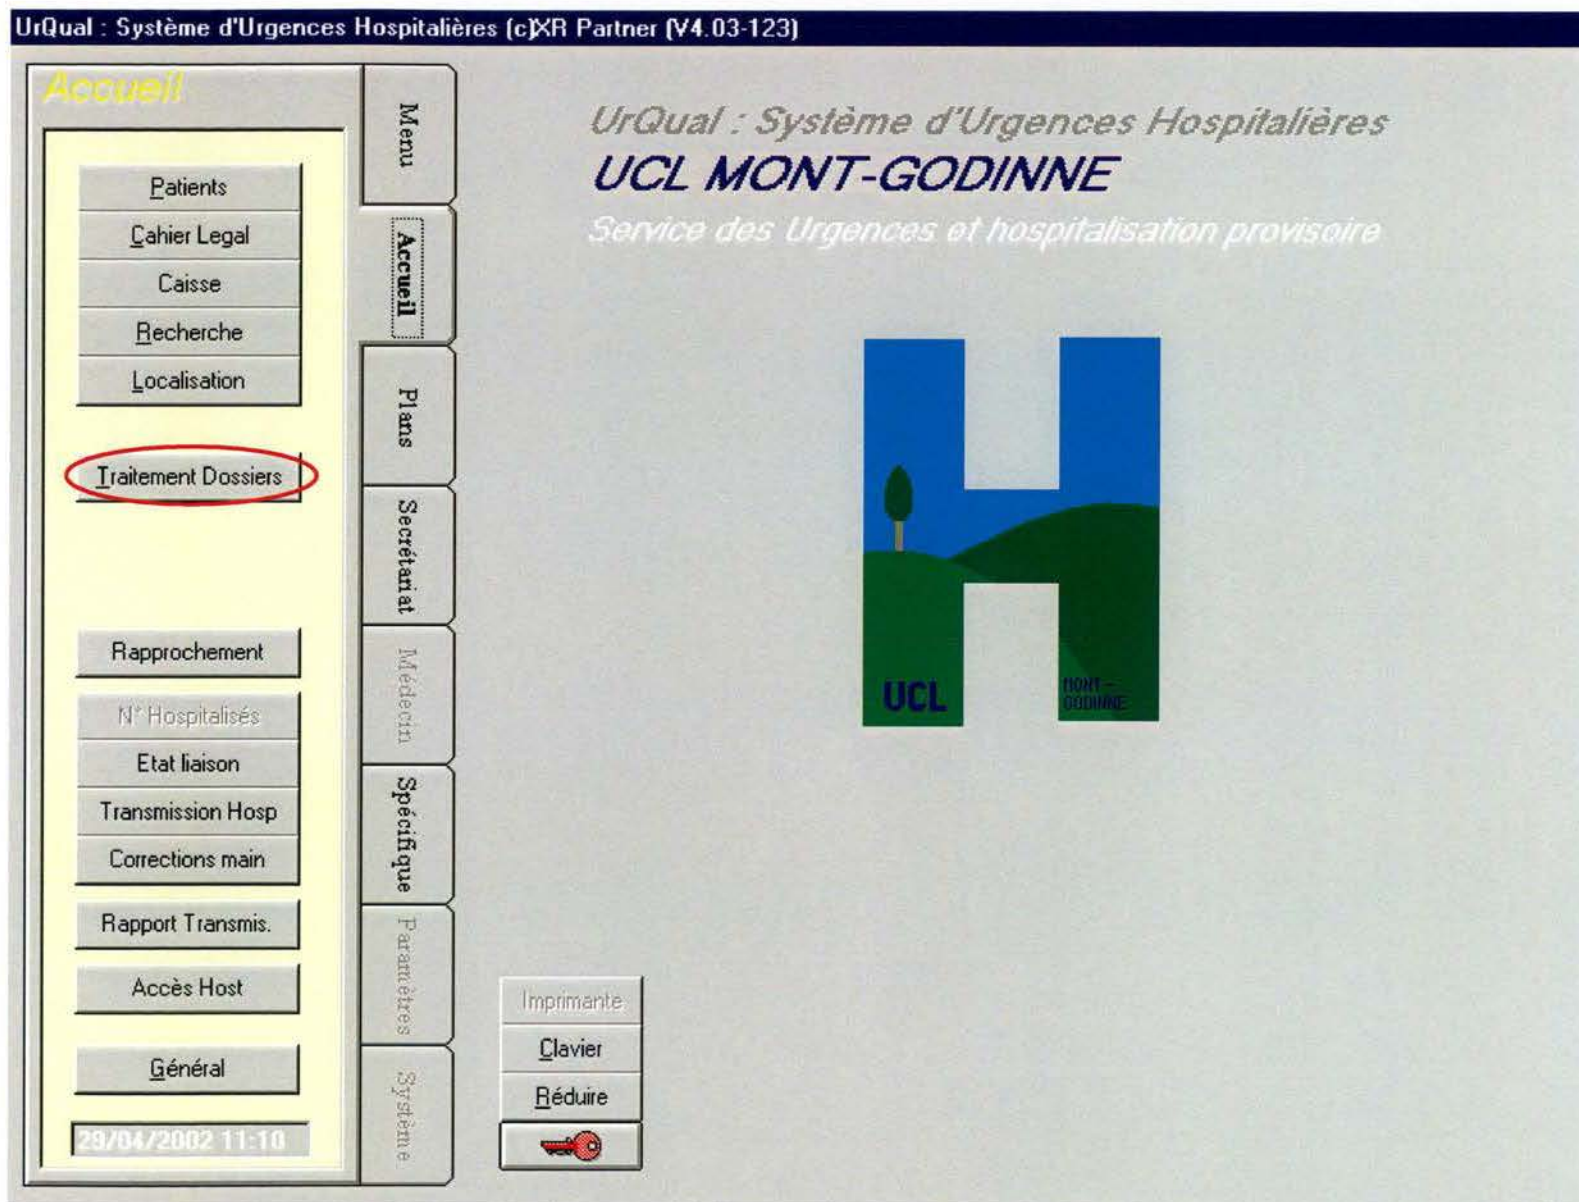 UrQual : Système d'Urgences Hospitalières (c)XR Partner (V4.03-123)
Accueil
Patients
Cahier Legal
Caisse
Recherche
Localisation
Traitement Dossiers
Rapprochement
N° Hospitalisés
Etat liaison
Transmission Hosp
Corrections main
Rapport Transmis.
Accès Host
Général
29/04/2002 11:10
Menu
Accueil
Plans
Secrétariat
Médecin
Spécifique
Paramètres
Système
UrQual : Système d'Urgences Hospitalières
UCL MONT-GODINNE
Service des Urgences et hospitalisation provisoire
UCL
MONT-
GODINNE
Imprimante
Clavier
Réduire